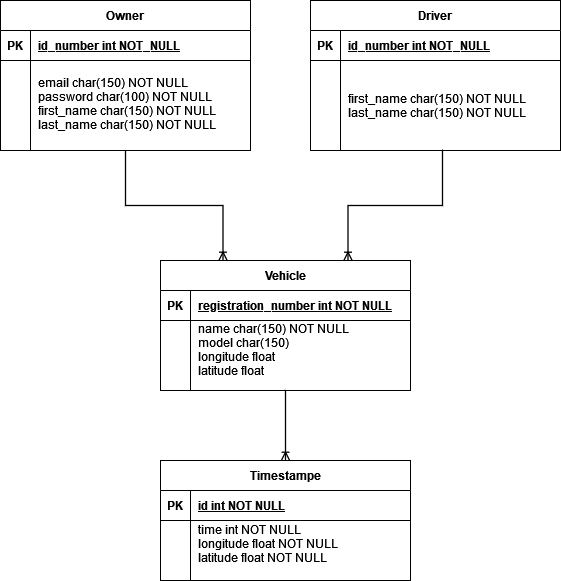 Owner
PK id_number int NOT_NULL
email char(150) NOT NULL
password char(100) NOT NULL
first_name char(150) NOT NULL
last_name char(150) NOT NULL
Driver
PK id_number int NOT_NULL
first_name char(150) NOT NULL
last_name char(150) NOT NULL
Vehicle
PK registration_number int NOT NULL
name char(150) NOT NULL
model char(150)
longitude float
latitude float
Timestampe
PK id int NOT NULL
time int NOT NULL
longitude float NOT NULL
latitude float NOT NULL